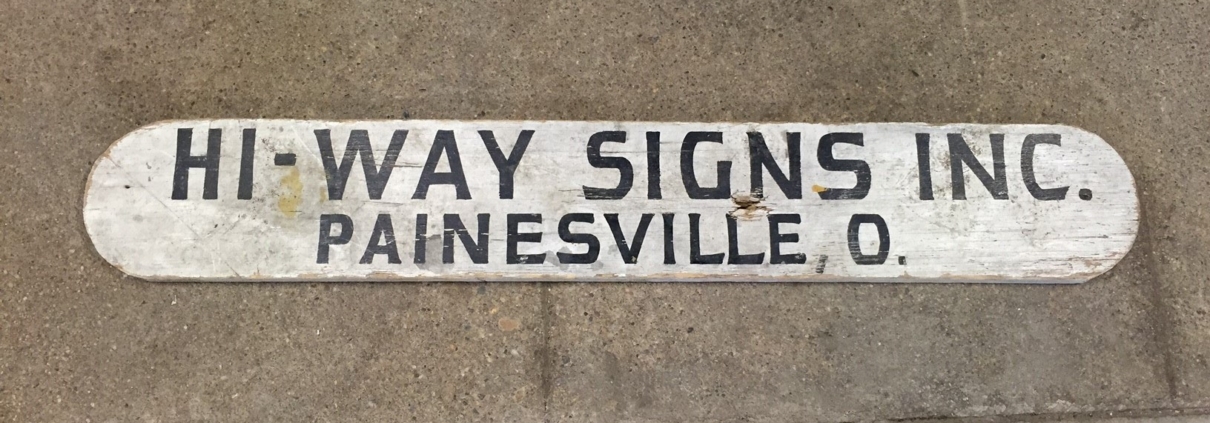 HI-WAY SIGNS INC.
PAINESVILLE, O.